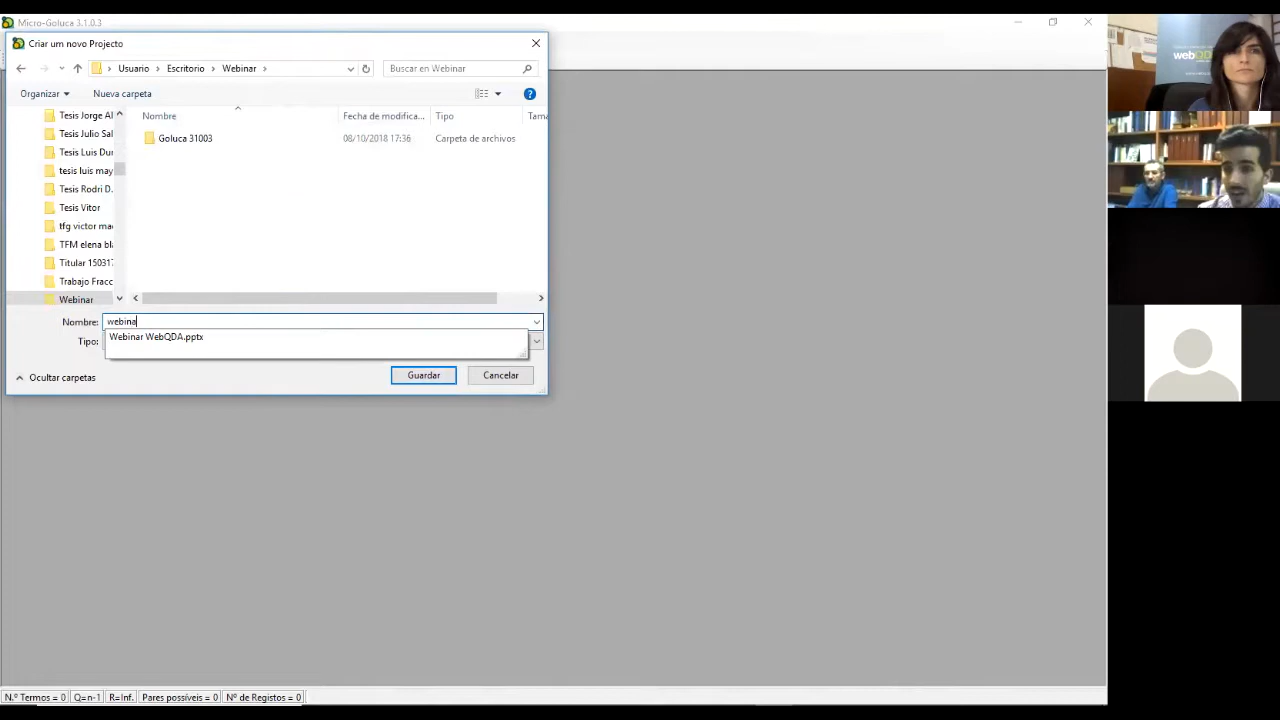 Micro-Goluca 3.1.0.3
Criar um novo Projecto
Usuario Escritorio Webinar
Buscar en Webinar
Organizar
Nueva carpeta
Nombre Fecha de modifica... Tipo Tama
Goluca 31003 08/10/2018 17:36 Carpeta de archivos
Tesis Jorge Al
Tesis Julio Sal
Tesis Luis Dur
tesis luis may
Tesis Rodri D.
Tesis Vitor
tfg victor ma
TFM elena bl
Titular 15031
Trabajo Fracc
Webinar
Nombre: webina
Webinar WebQDA.pptx
Tipo:
Ocultar carpetas
Guardar
Cancelar
N.º Termos = 0 Q=n-1 R=Inf. Pares possíveis = 0 Nº de Registos = 0